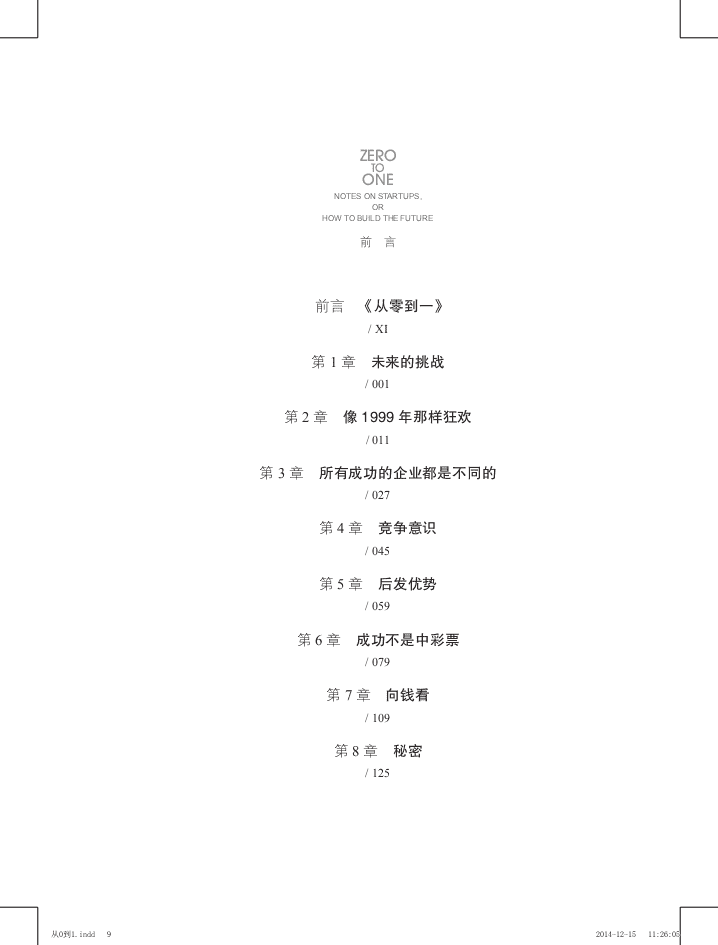 ZERO
TO
ONE
NOTES ON STARTUPS,
OR
HOW TO BUILD THE FUTURE
前 言
前言 《从零到一》
/ XI
第 1 章 未来的挑战
/ 001
第 2 章 像 1999 年那样狂欢
/ 011
第 3 章 所有成功的企业都是不同的
/ 027
第 4 章 竞争意识
/ 045
第 5 章 后发优势
/ 059
第 6 章 成功不是中彩票
/ 079
第 7 章 向钱看
/ 109
第 8 章 秘密
/ 125
从0到1.indd 9 2014-12-15 11:26:05